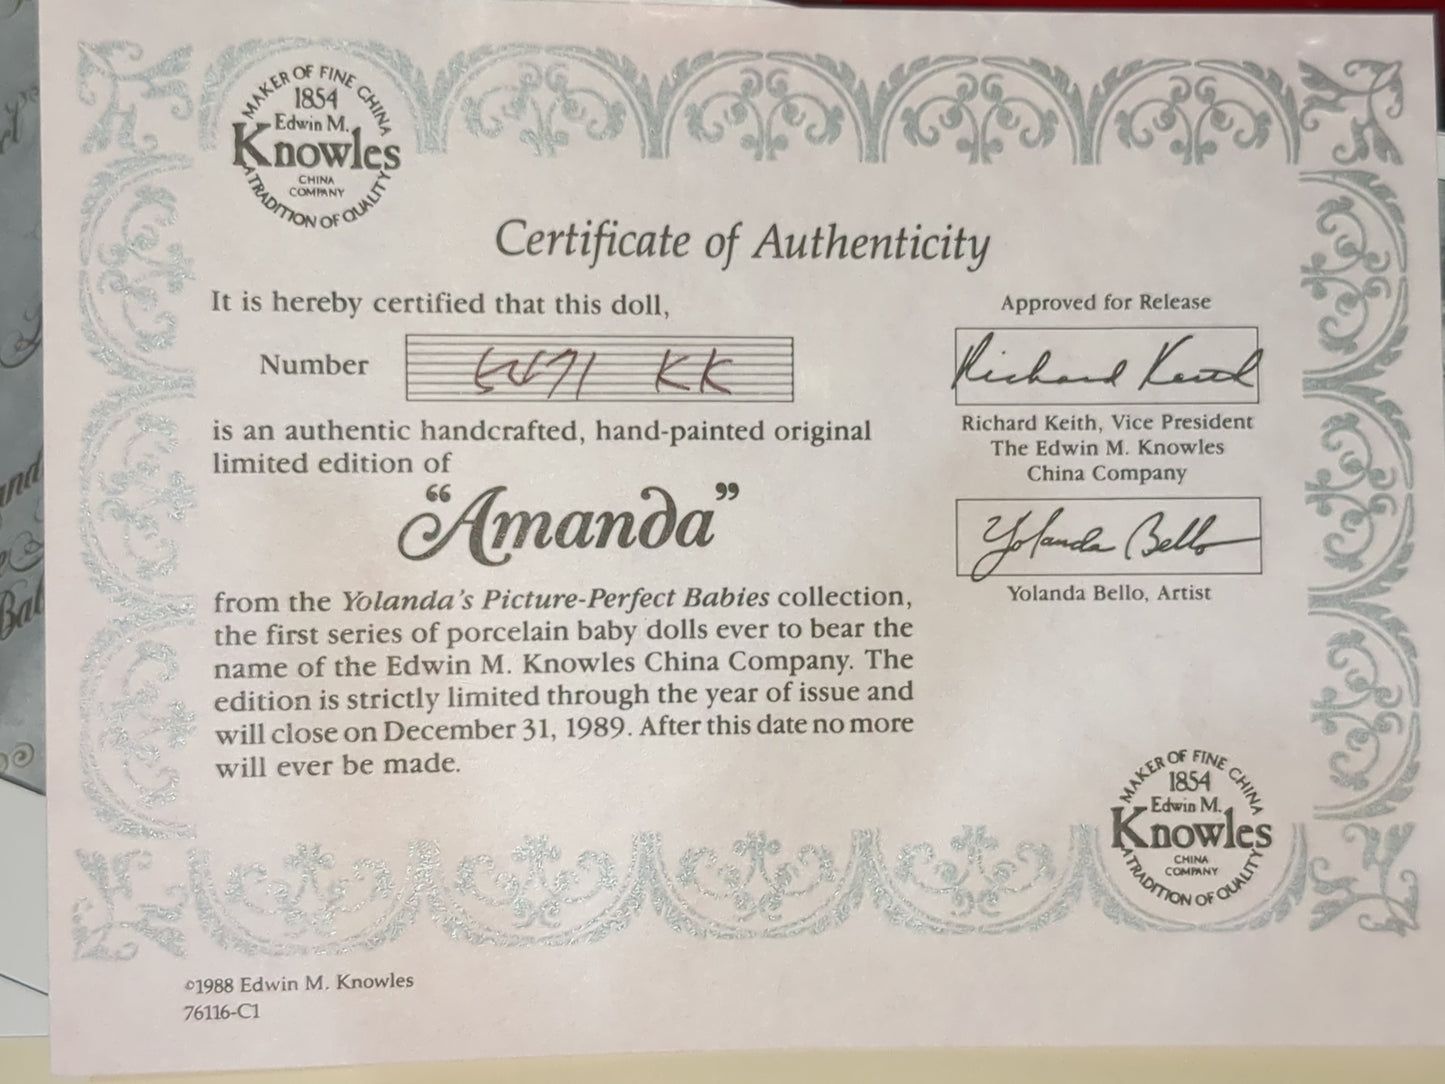 MAKER OF FINE CHINA
1854
Edwin M.
Knowles
CHINA
COMPANY
A TRADITION OF QUALITY
Certificate of Authenticity
It is hereby certified that this doll,
Number KK
is an authentic handcrafted, hand-painted original
limited edition of
“Amanda”
from the Yolanda's Picture-Perfect Babies collection,
the first series of porcelain baby dolls ever to bear the
name of the Edwin M. Knowles China Company. The
edition is strictly limited through the year of issue and
will close on December 31, 1989. After this date no more
will ever be made.
Approved for Release
Richard Keith
Richard Keith, Vice President
The Edwin M. Knowles
China Company
Yolanda Bello
Yolanda Bello, Artist
MAKER OF FINE CHINA
1854
Edwin M.
Knowles
CHINA
COMPANY
A TRADITION OF QUALITY
©1988 Edwin M. Knowles
76116-C1